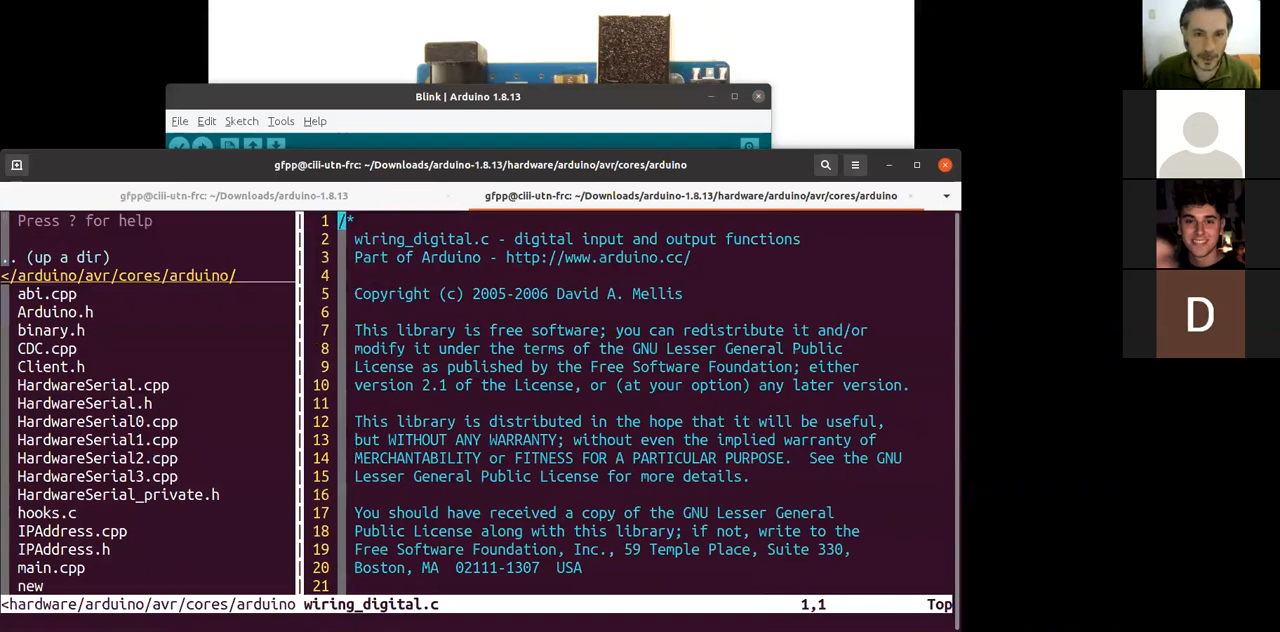 Blink | Arduino 1.8.13
File Edit Sketch Tools Help
gfpp@ciii-utn-frc: ~/Downloads/arduino-1.8.13/hardware/arduino/avr/cores/arduino
gfpp@ciii-utn-frc: ~/Downloads/arduino-1.8.13
gfpp@ciii-utn-frc: ~/Downloads/arduino-1.8.13/hardware/arduino/avr/cores/arduino
Press ? for help
.. (up a dir)
</arduino/avr/cores/arduino/
abi.cpp
Arduino.h
binary.h
CDC.cpp
Client.h
HardwareSerial.cpp
HardwareSerial.h
HardwareSerial0.cpp
HardwareSerial1.cpp
HardwareSerial2.cpp
HardwareSerial3.cpp
HardwareSerial_private.h
hooks.c
IPAddress.cpp
IPAddress.h
main.cpp
new
<hardware/arduino/avr/cores/arduino
1 /*
2 wiring_digital.c - digital input and output functions
3 Part of Arduino - http://www.arduino.cc/
4
5 Copyright (c) 2005-2006 David A. Mellis
6
7 This library is free software; you can redistribute it and/or
8 modify it under the terms of the GNU Lesser General Public
9 License as published by the Free Software Foundation; either
10 version 2.1 of the License, or (at your option) any later version.
11
12 This library is distributed in the hope that it will be useful,
13 but WITHOUT ANY WARRANTY; without even the implied warranty of
14 MERCHANTABILITY or FITNESS FOR A PARTICULAR PURPOSE.  See the GNU
15 Lesser General Public License for more details.
16
17 You should have received a copy of the GNU Lesser General
18 Public License along with this library; if not, write to the
19 Free Software Foundation, Inc., 59 Temple Place, Suite 330,
20 Boston, MA  02111-1307  USA
21
wiring_digital.c 1,1 Top
D